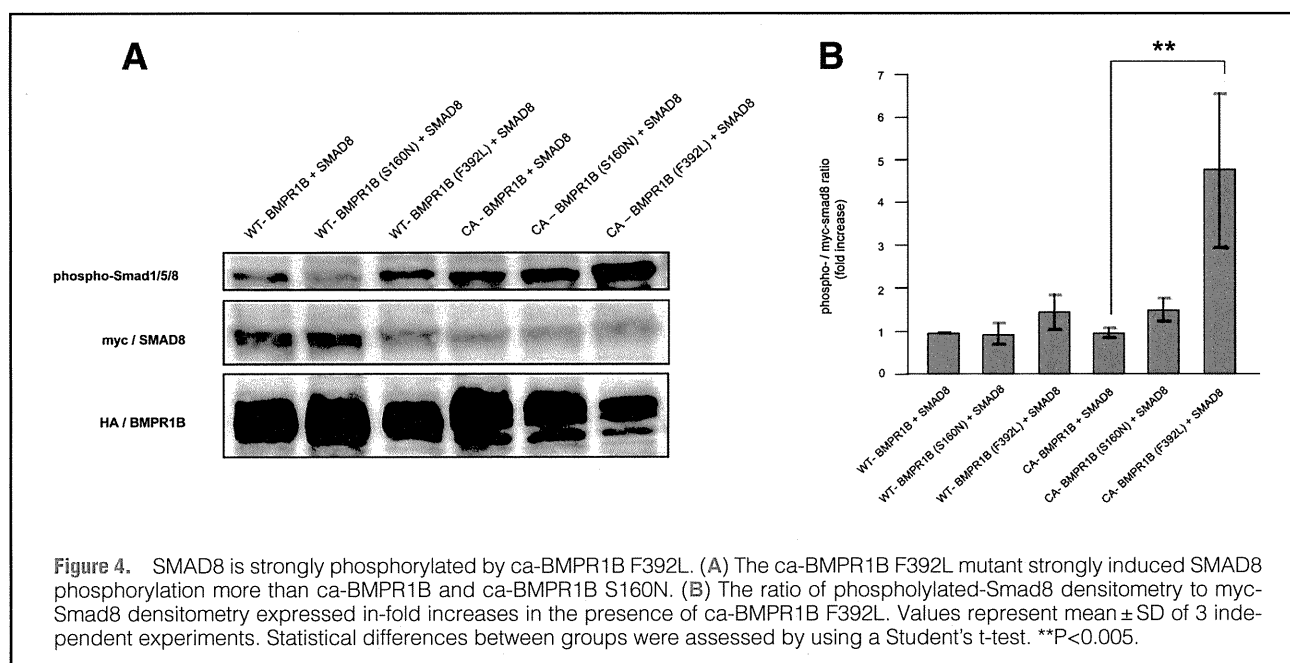 A
WT- BMPR1B + SMAD8
WT- BMPR1B (S160N) + SMAD8
WT- BMPR1B (F392L) + SMAD8
CA - BMPR1B + SMAD8
CA – BMPR1B (S160N) + SMAD8
CA – BMPR1B (F392L) + SMAD8
phospho-Smad1/5/8
myc / SMAD8
HA / BMPR1B
B
**
phospho- / myc-smad8 ratio
(fold increase)
7
6
5
4
3
2
1
0
WT- BMPR1B + SMAD8
WT- BMPR1B (S160N) + SMAD8
WT- BMPR1B (F392L) + SMAD8
CA- BMPR1B + SMAD8
CA- BMPR1B (S160N) + SMAD8
CA- BMPR1B (F392L) + SMAD8
Figure 4. SMAD8 is strongly phosphorylated by ca-BMPR1B F392L. (A) The ca-BMPR1B F392L mutant strongly induced SMAD8
phosphorylation more than ca-BMPR1B and ca-BMPR1B S160N. (B) The ratio of phospholylated-Smad8 densitometry to myc-
Smad8 densitometry expressed in-fold increases in the presence of ca-BMPR1B F392L. Values represent mean ± SD of 3 inde-
pendent experiments. Statistical differences between groups were assessed by using a Student's t-test. **P<0.005.